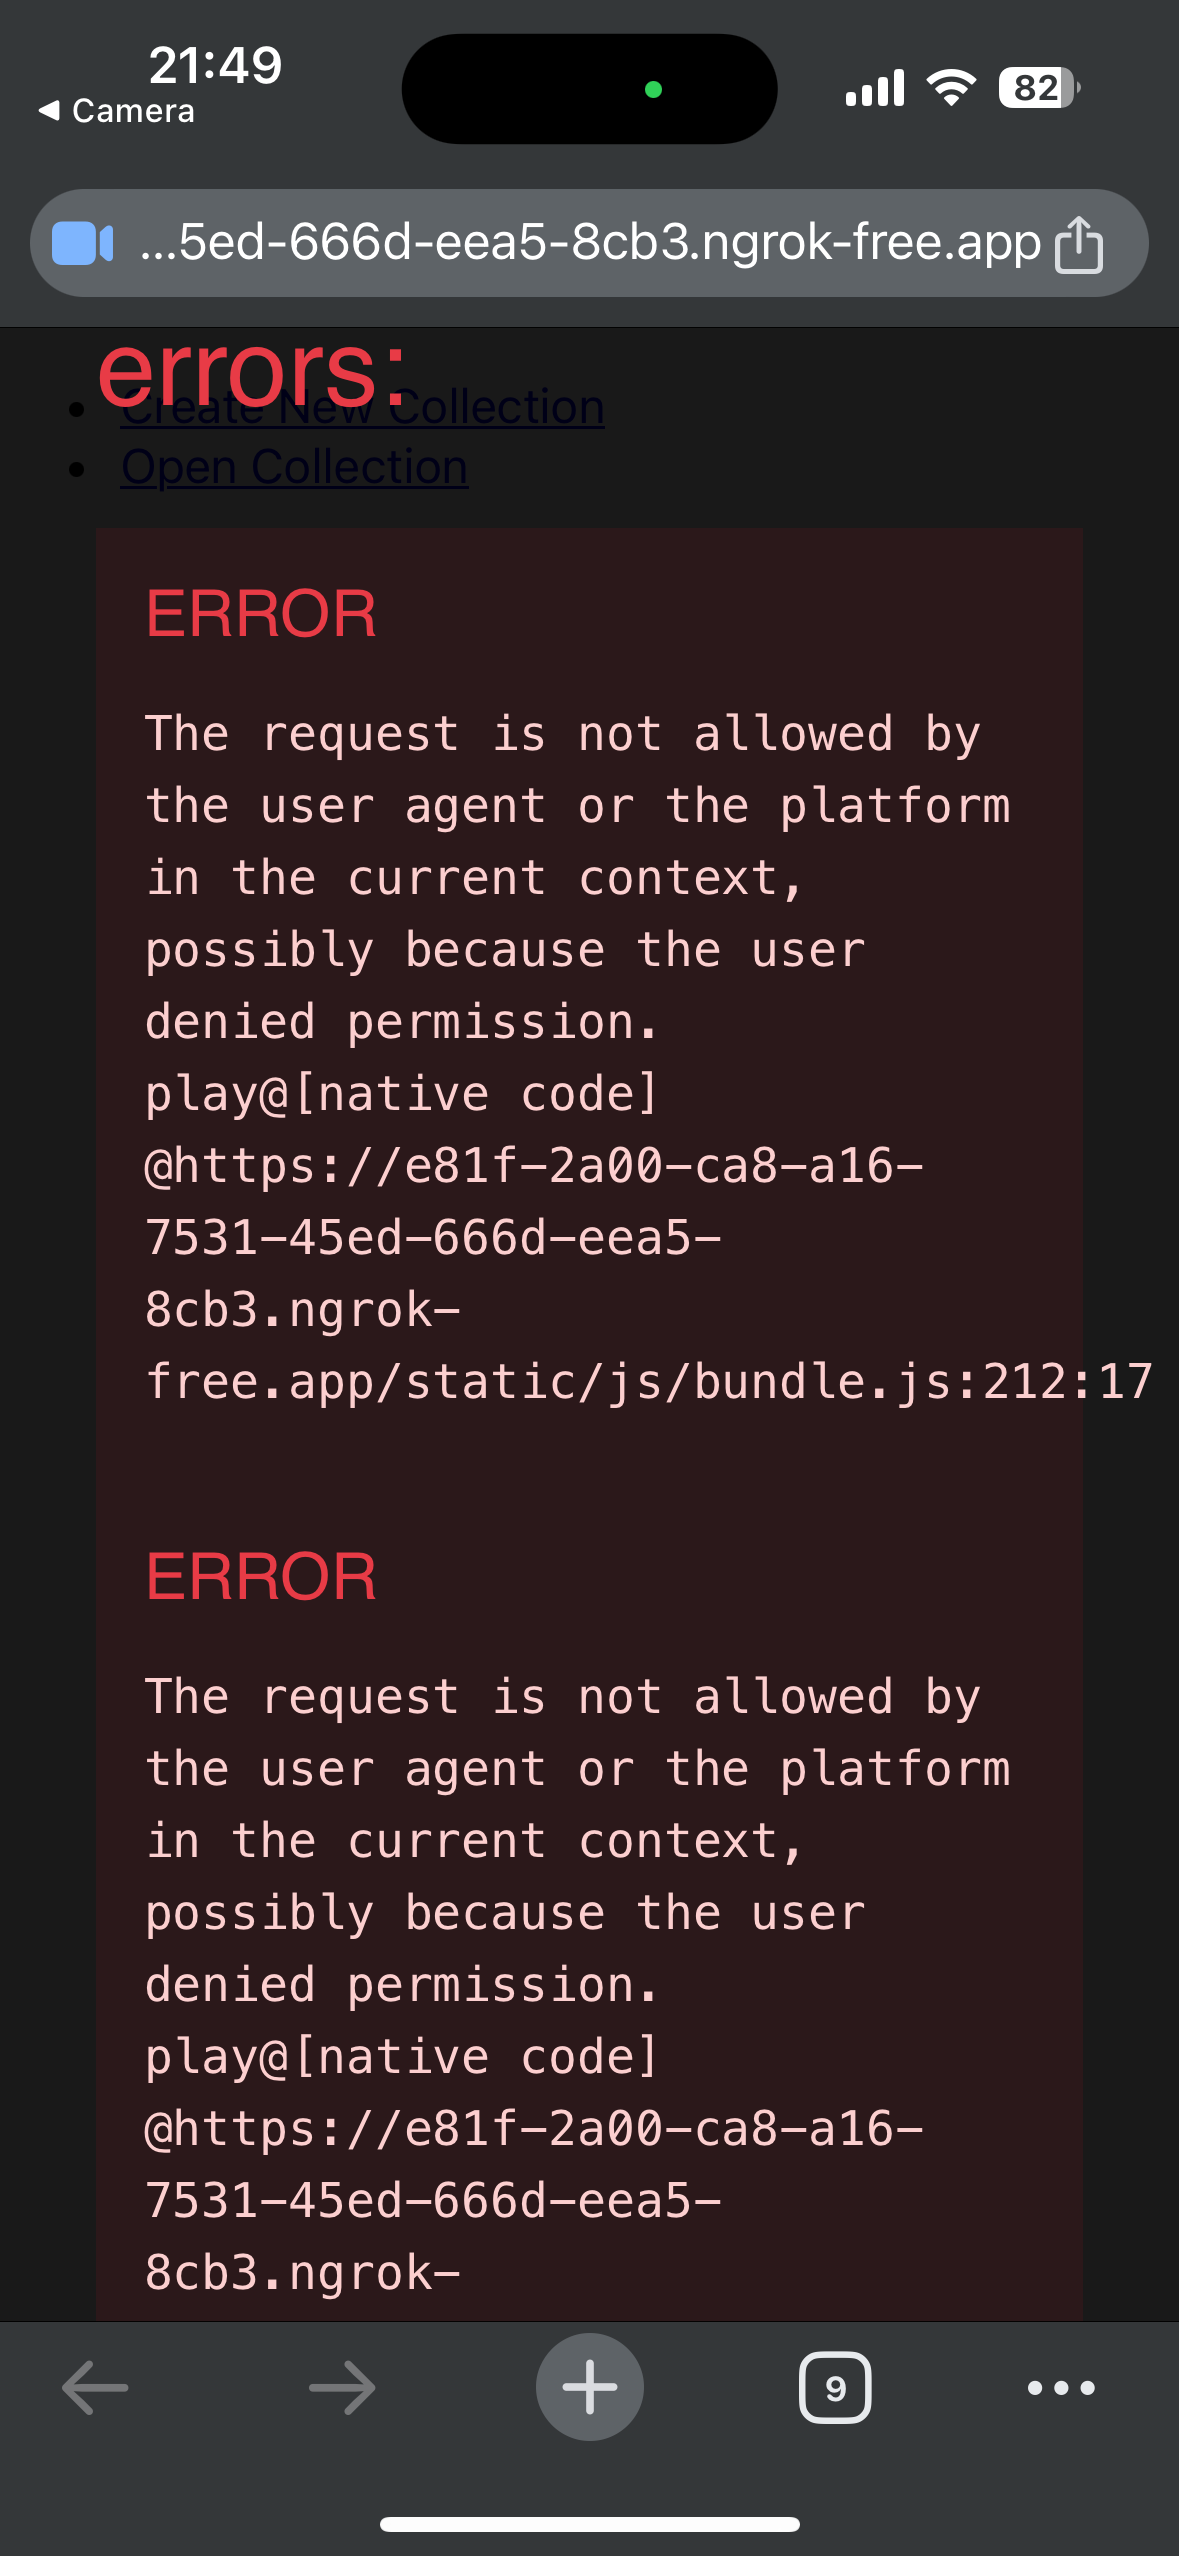 21:49
82
◀ Camera
...5ed-666d-eea5-8cb3.ngrok-free.app
errors:
• Create New Collection
• Open Collection
ERROR
The request is not allowed by
the user agent or the platform
in the current context,
possibly because the user
denied permission.
play@[native code]
@https://e81f-2a00-ca8-a16-
7531-45ed-666d-eea5-
8cb3.ngrok-
free.app/static/js/bundle.js:212:17
ERROR
The request is not allowed by
the user agent or the platform
in the current context,
possibly because the user
denied permission.
play@[native code]
@https://e81f-2a00-ca8-a16-
7531-45ed-666d-eea5-
8cb3.ngrok-
9